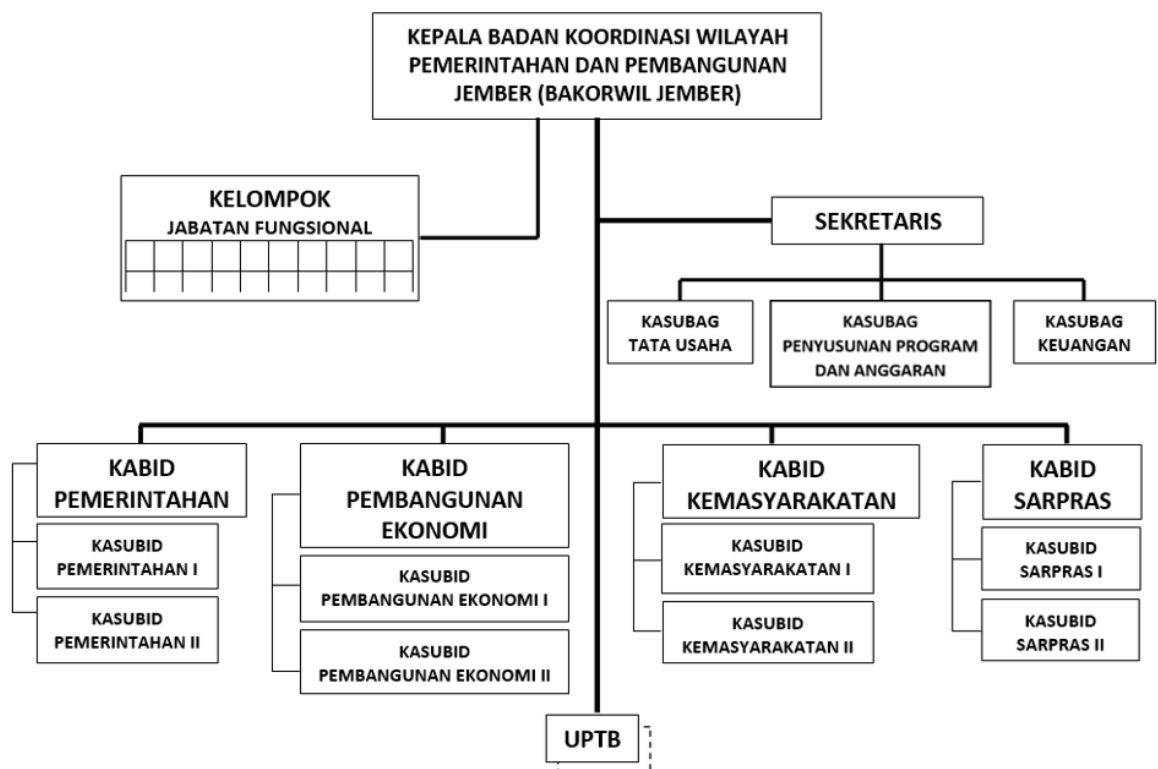 KEPALA BADAN KOORDINASI WILAYAH
PEMERINTAHAN DAN PEMBANGUNAN
JEMBER (BAKORWIL JEMBER)
KELOMPOK
JABATAN FUNGSIONAL
SEKRETARIS
KASUBAG
TATA USAHA
KASUBAG
PENYUSUNAN PROGRAM
DAN ANGGARAN
KASUBAG
KEUANGAN
KABID
PEMERINTAHAN
KASUBID
PEMERINTAHAN I
KASUBID
PEMERINTAHAN II
KABID
PEMBANGUNAN
EKONOMI
KASUBID
PEMBANGUNAN EKONOMI I
KASUBID
PEMBANGUNAN EKONOMI II
KABID
KEMASYARAKATAN
KASUBID
KEMASYARAKATAN I
KASUBID
KEMASYARAKATAN II
KABID
SARPRAS
KASUBID
SARPRAS I
KASUBID
SARPRAS II
UPTB